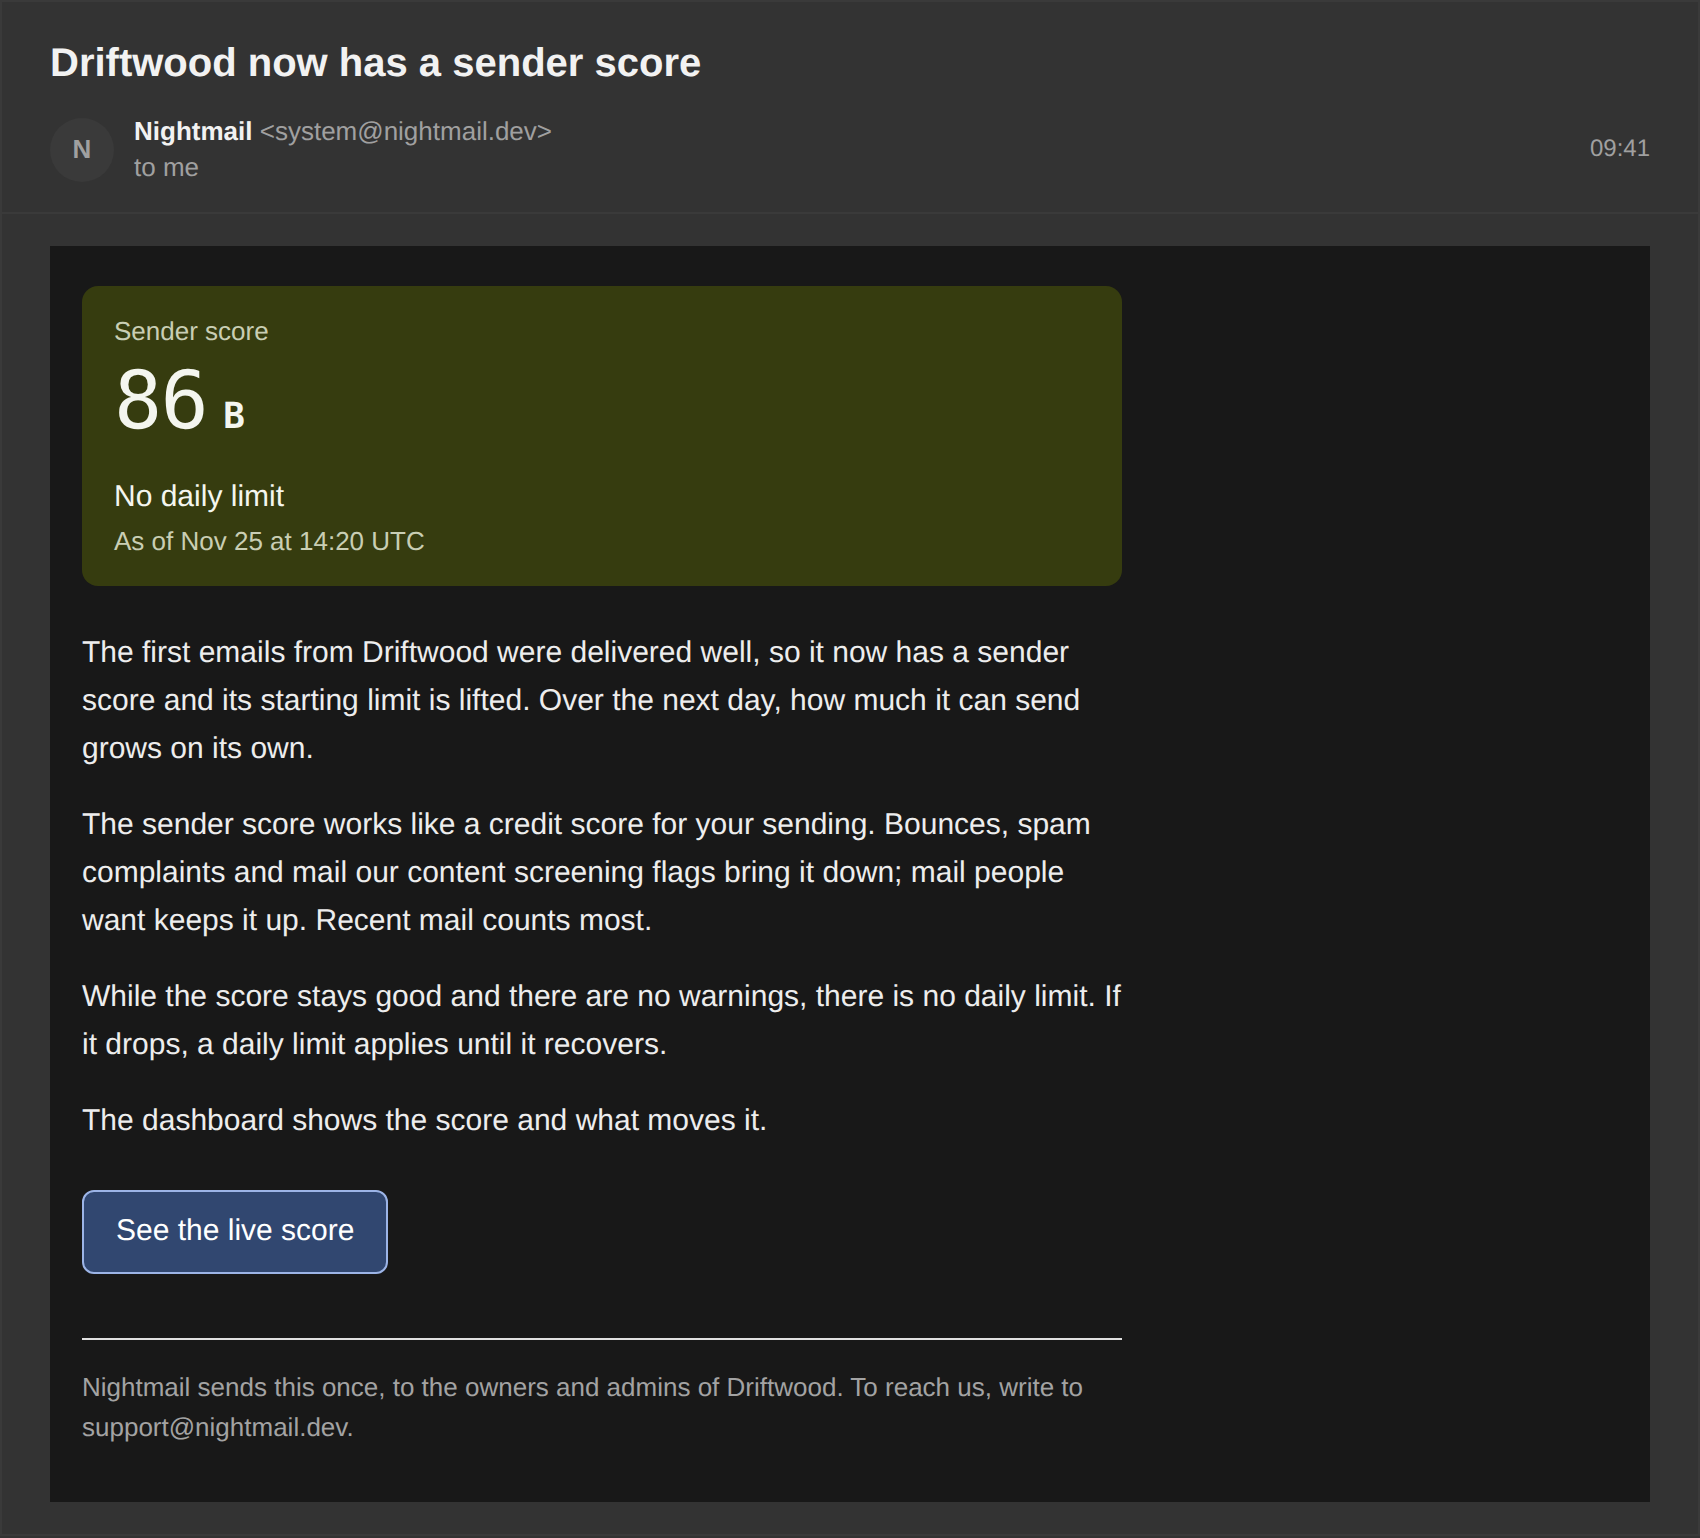 Driftwood now has a sender score
N
Nightmail <system@nightmail.dev>
to me
09:41
Sender score
86 B
No daily limit
As of Nov 25 at 14:20 UTC
The first emails from Driftwood were delivered well, so it now has a sender
score and its starting limit is lifted. Over the next day, how much it can send
grows on its own.
The sender score works like a credit score for your sending. Bounces, spam
complaints and mail our content screening flags bring it down; mail people
want keeps it up. Recent mail counts most.
While the score stays good and there are no warnings, there is no daily limit. If
it drops, a daily limit applies until it recovers.
The dashboard shows the score and what moves it.
See the live score
Nightmail sends this once, to the owners and admins of Driftwood. To reach us, write to
support@nightmail.dev.